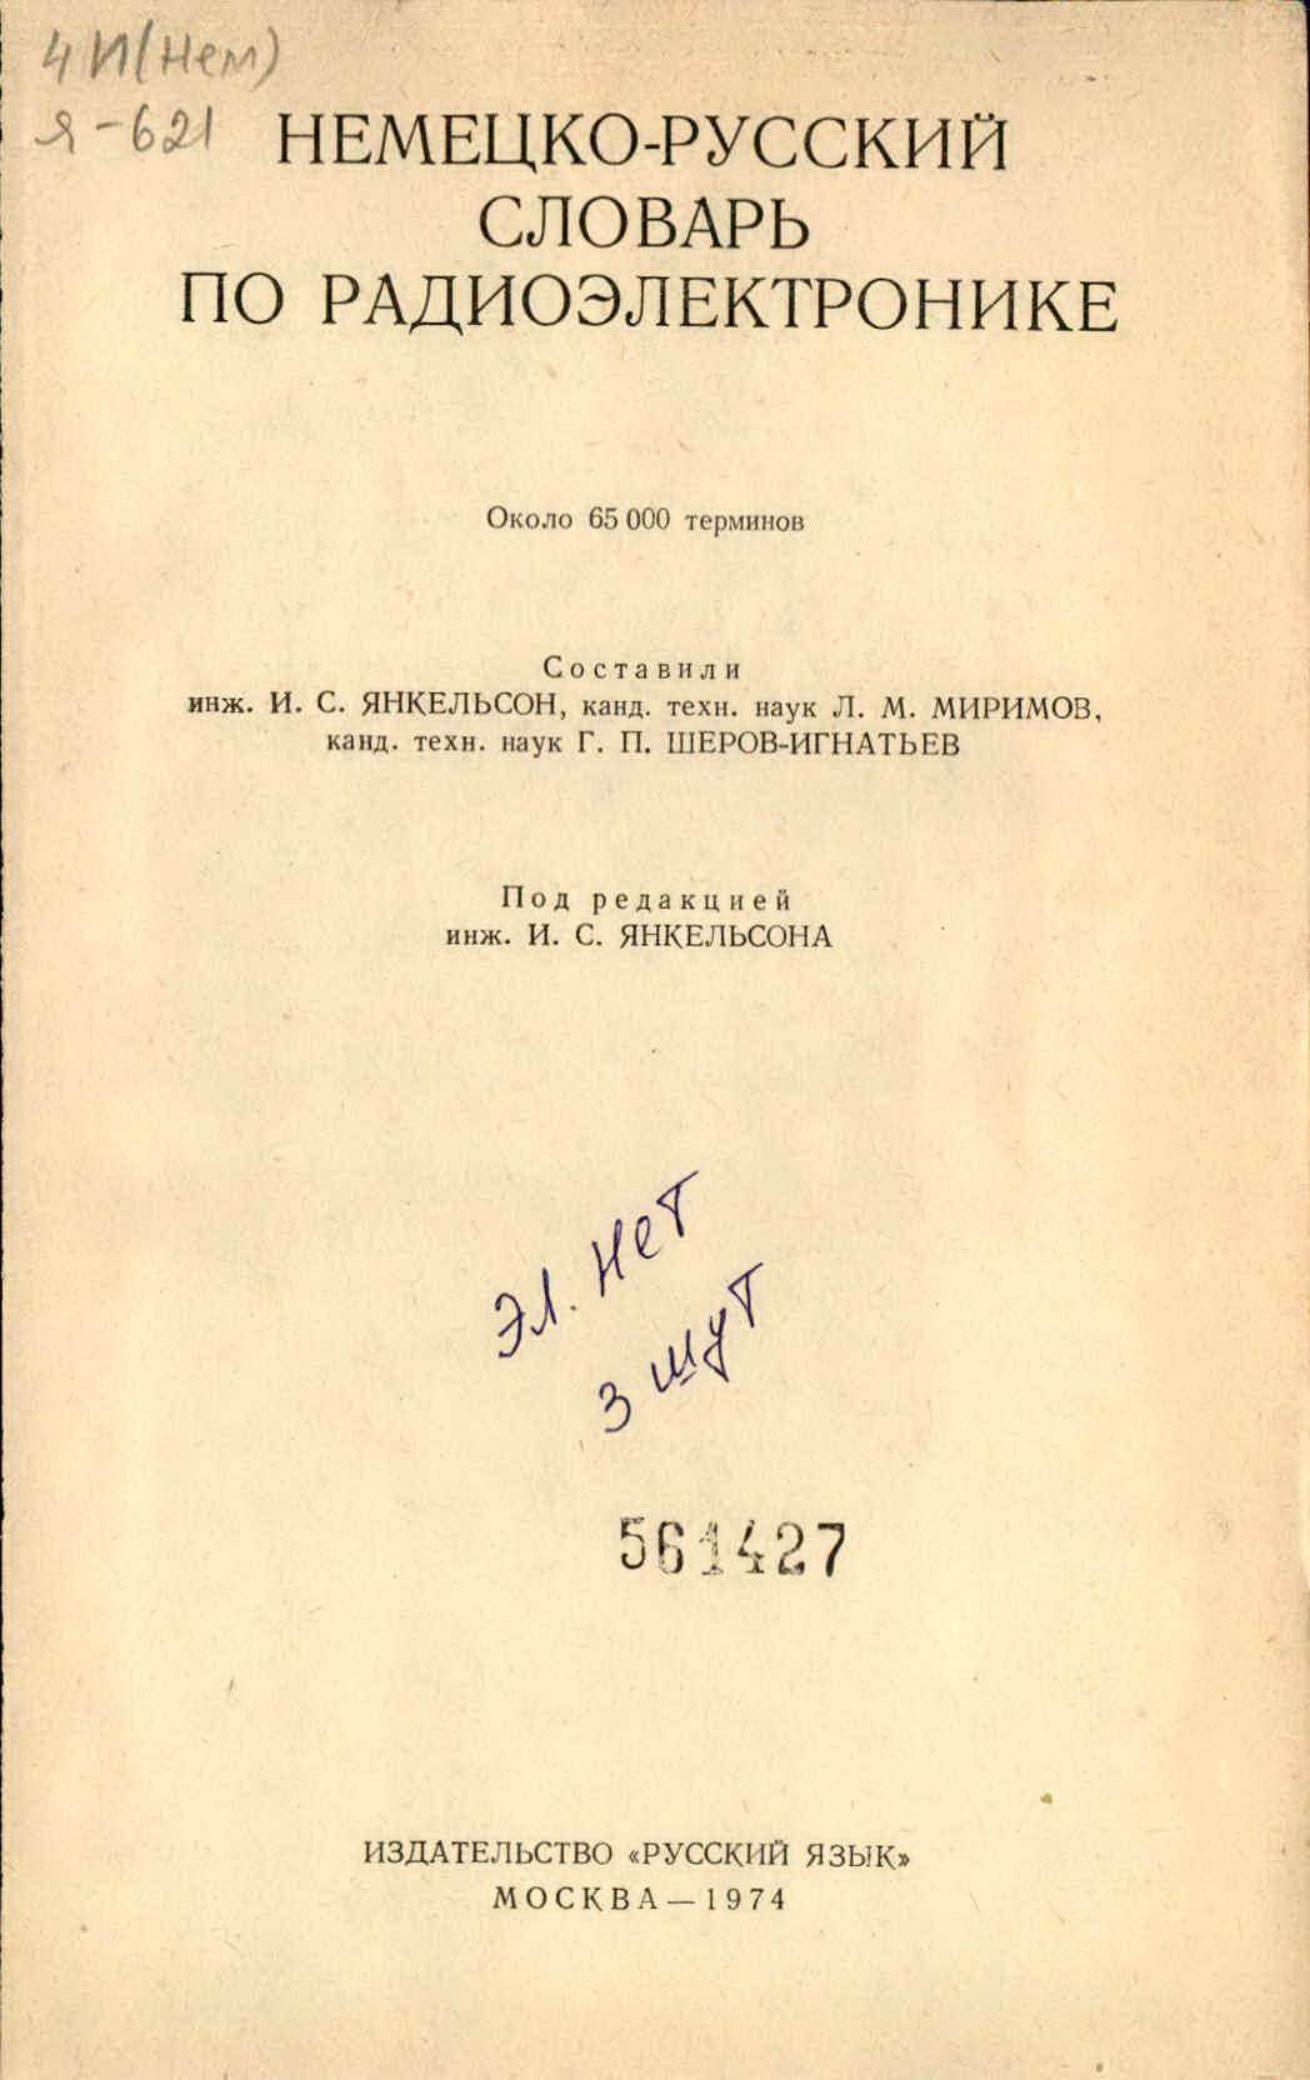 4И(Нем)
Я-621
НЕМЕЦКО-РУССКИЙ
СЛОВАРЬ
ПО РАДИОЭЛЕКТРОНИКЕ
Около 65 000 терминов
Составили
инж. И. С. ЯНКЕЛЬСОН, канд. техн. наук Л. М. МИРИМОВ,
канд. техн. наук Г. П. ШЕРОВ-ИГНАТЬЕВ
Под редакцией
инж. И. С. ЯНКЕЛЬСОНА
эл. нет
3 шт
561427
ИЗДАТЕЛЬСТВО «РУССКИЙ ЯЗЫК»
МОСКВА — 1974